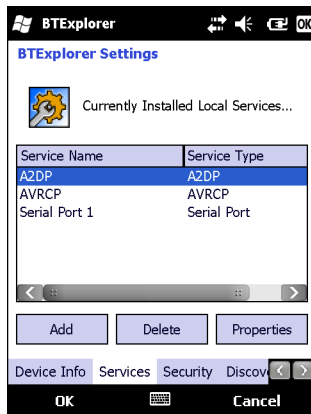 BTExplorer OK
BTExplorer Settings
Currently Installed Local Services...
Service Name Service Type
A2DP A2DP
AVRCP AVRCP
Serial Port 1 Serial Port
Add Delete Properties
Device Info Services Security Discov
OK Cancel